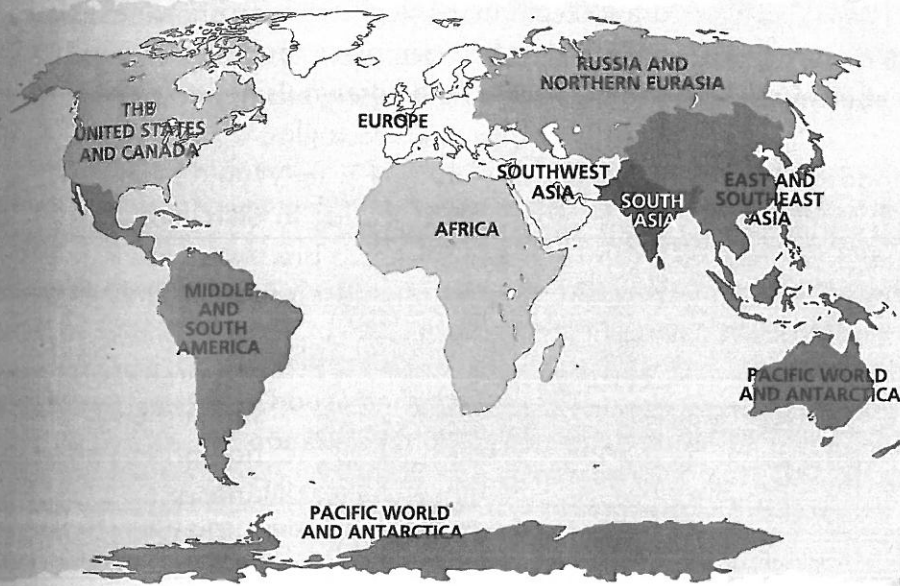 THE
UNITED STATES
AND CANADA
EUROPE
RUSSIA AND
NORTHERN EURASIA
SOUTHWEST
ASIA
SOUTH
ASIA
EAST AND
SOUTHEAST
ASIA
AFRICA
MIDDLE
AND
SOUTH
AMERICA
PACIFIC WORLD
AND ANTARCTICA
PACIFIC WORLD
AND ANTARCTICA